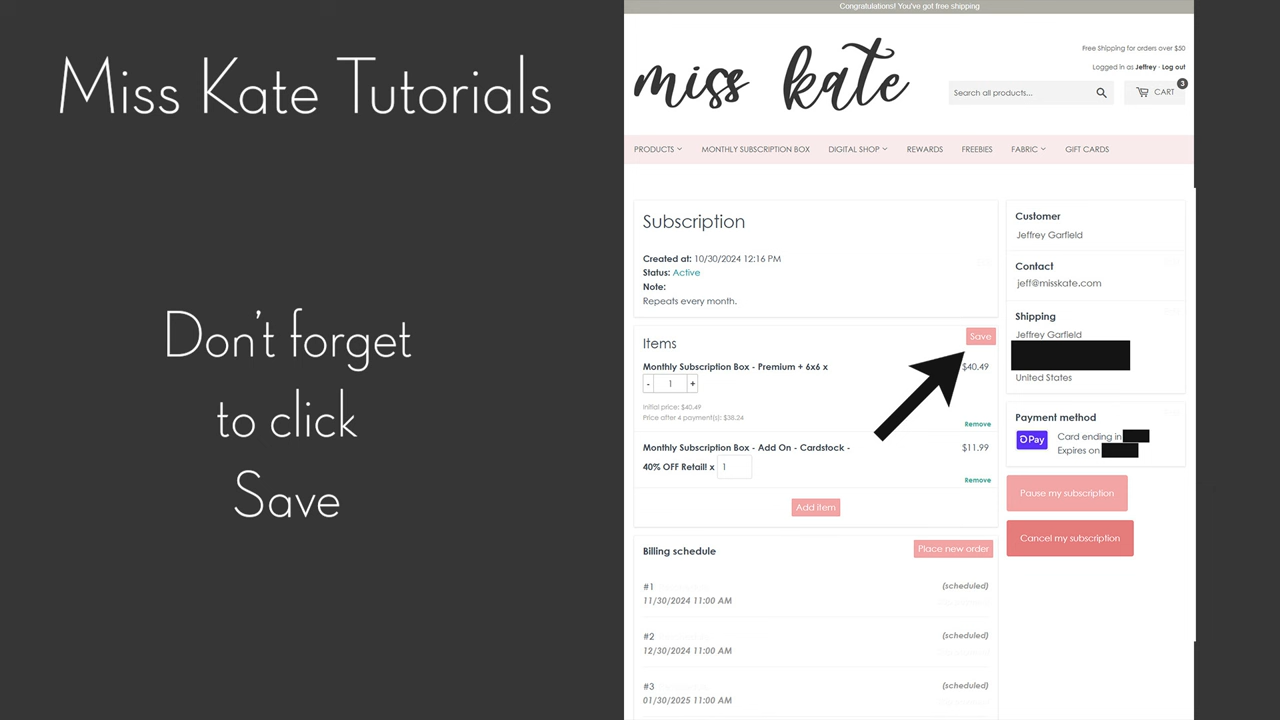 Miss Kate Tutorials
Don't forget
to click
Save
Congratulations! You've got free shipping
miss kate
Free Shipping for orders over $50
Logged in as Jeffrey · Log out
Search all products...
CART
3
PRODUCTS
MONTHLY SUBSCRIPTION BOX
DIGITAL SHOP
REWARDS
FREEBIES
FABRIC
GIFT CARDS
Subscription
Created at: 10/30/2024 12:16 PM
Status: Active
Note:
Repeats every month.
Items
Save
Monthly Subscription Box - Premium + 6x6 x
$40.49
- 1 +
Initial price: $40.49
Price after 4 payment(s): $38.24
Remove
Monthly Subscription Box - Add On - Cardstock -
$11.99
40% OFF Retail! x 1
Remove
Add item
Billing schedule
Place new order
#1
(scheduled)
11/30/2024 11:00 AM
#2
(scheduled)
12/30/2024 11:00 AM
#3
(scheduled)
01/30/2025 11:00 AM
Customer
Jeffrey Garfield
Contact
jeff@misskate.com
Shipping
Jeffrey Garfield
United States
Payment method
Pay
Card ending in
Expires on
Pause my subscription
Cancel my subscription